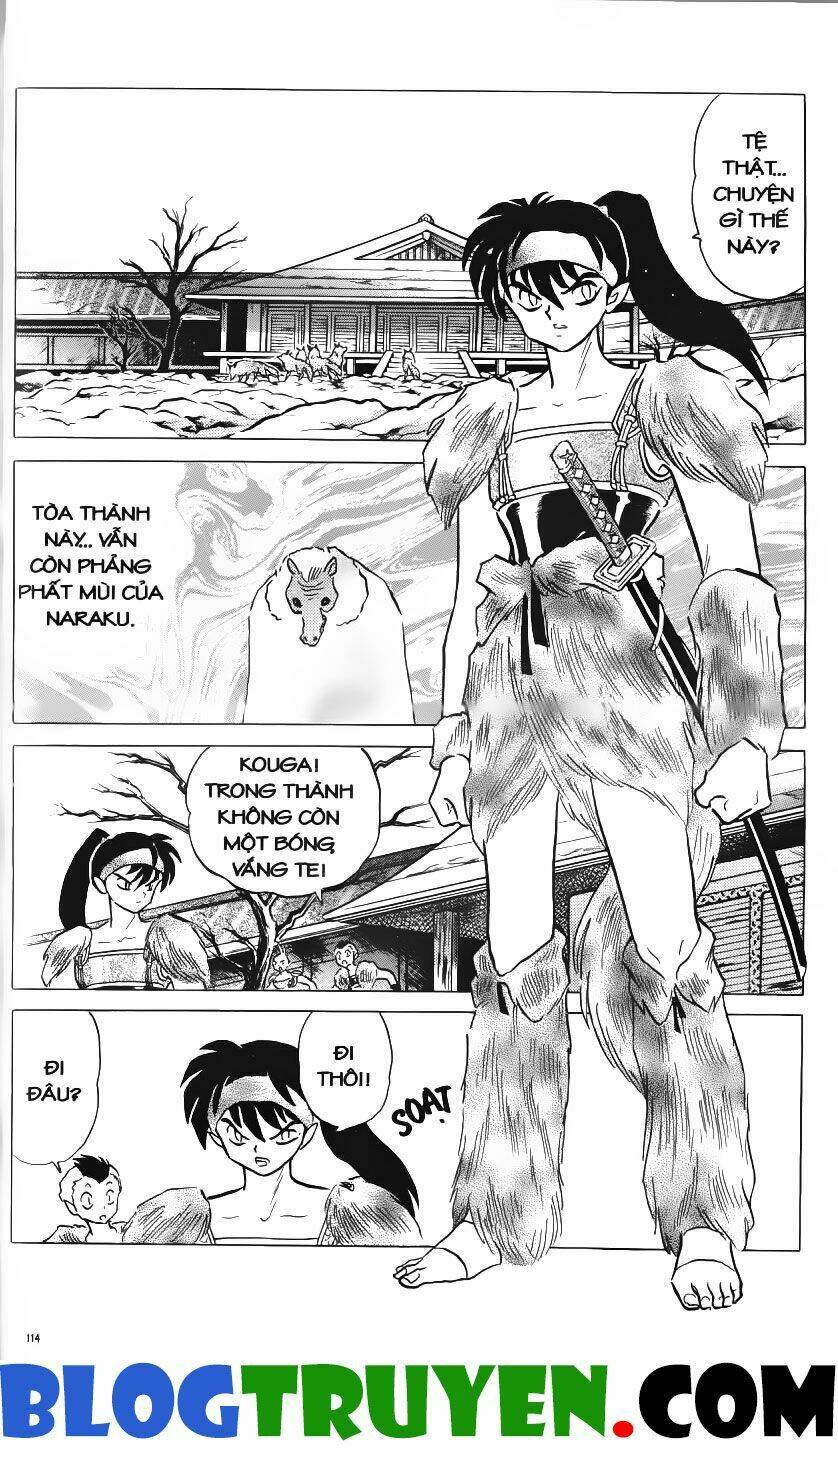 TỆ
THẬT...
CHUYỆN
GÌ THẾ
NÀY?
TÒA THÀNH
NÀY... VẪN
CÒN PHẢNG
PHẤT MÙI CỦA
NARAKU.
KOUGA!
TRONG THÀNH
KHÔNG CÒN
MỘT BÓNG,
VẮNG TE!
ĐI
THÔI!
SOẠT
ĐI
ĐÂU?
114
BLOGTRUYEN.COM